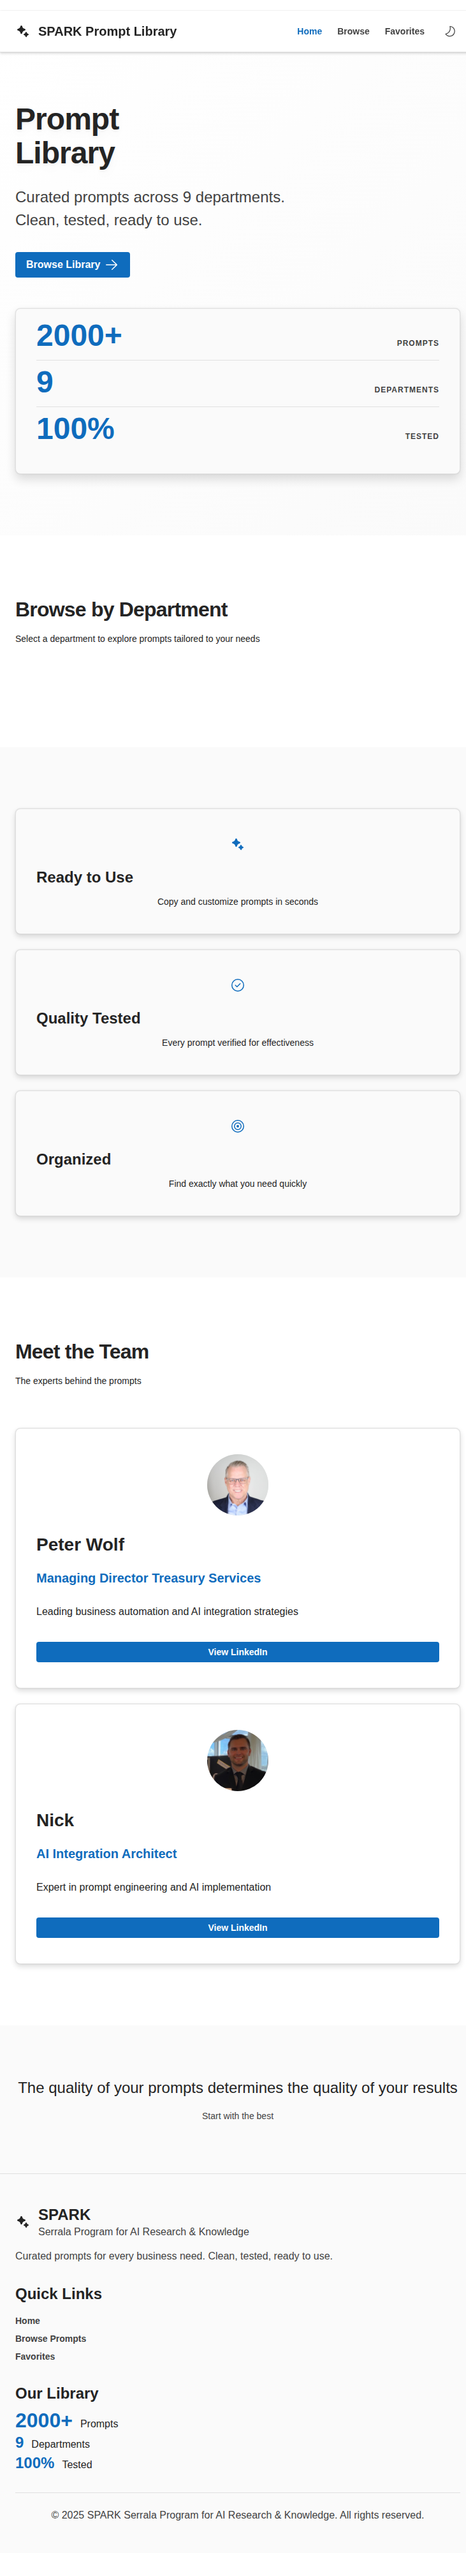 SPARK Prompt Library
Home Browse Favorites
Prompt
Library
Curated prompts across 9 departments.
Clean, tested, ready to use.
Browse Library
2000+ PROMPTS
9 DEPARTMENTS
100% TESTED
Browse by Department
Select a department to explore prompts tailored to your needs
Ready to Use
Copy and customize prompts in seconds
Quality Tested
Every prompt verified for effectiveness
Organized
Find exactly what you need quickly
Meet the Team
The experts behind the prompts
Peter Wolf
Managing Director Treasury Services
Leading business automation and AI integration strategies
View LinkedIn
Nick
AI Integration Architect
Expert in prompt engineering and AI implementation
View LinkedIn
The quality of your prompts determines the quality of your results
Start with the best
SPARK
Serrala Program for AI Research & Knowledge
Curated prompts for every business need. Clean, tested, ready to use.
Quick Links
Home
Browse Prompts
Favorites
Our Library
2000+ Prompts
9 Departments
100% Tested
© 2025 SPARK Serrala Program for AI Research & Knowledge. All rights reserved.